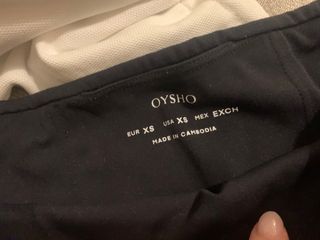 OYSHO
EUR XS USA XS MEX EXCH
MADE IN CAMBODIA